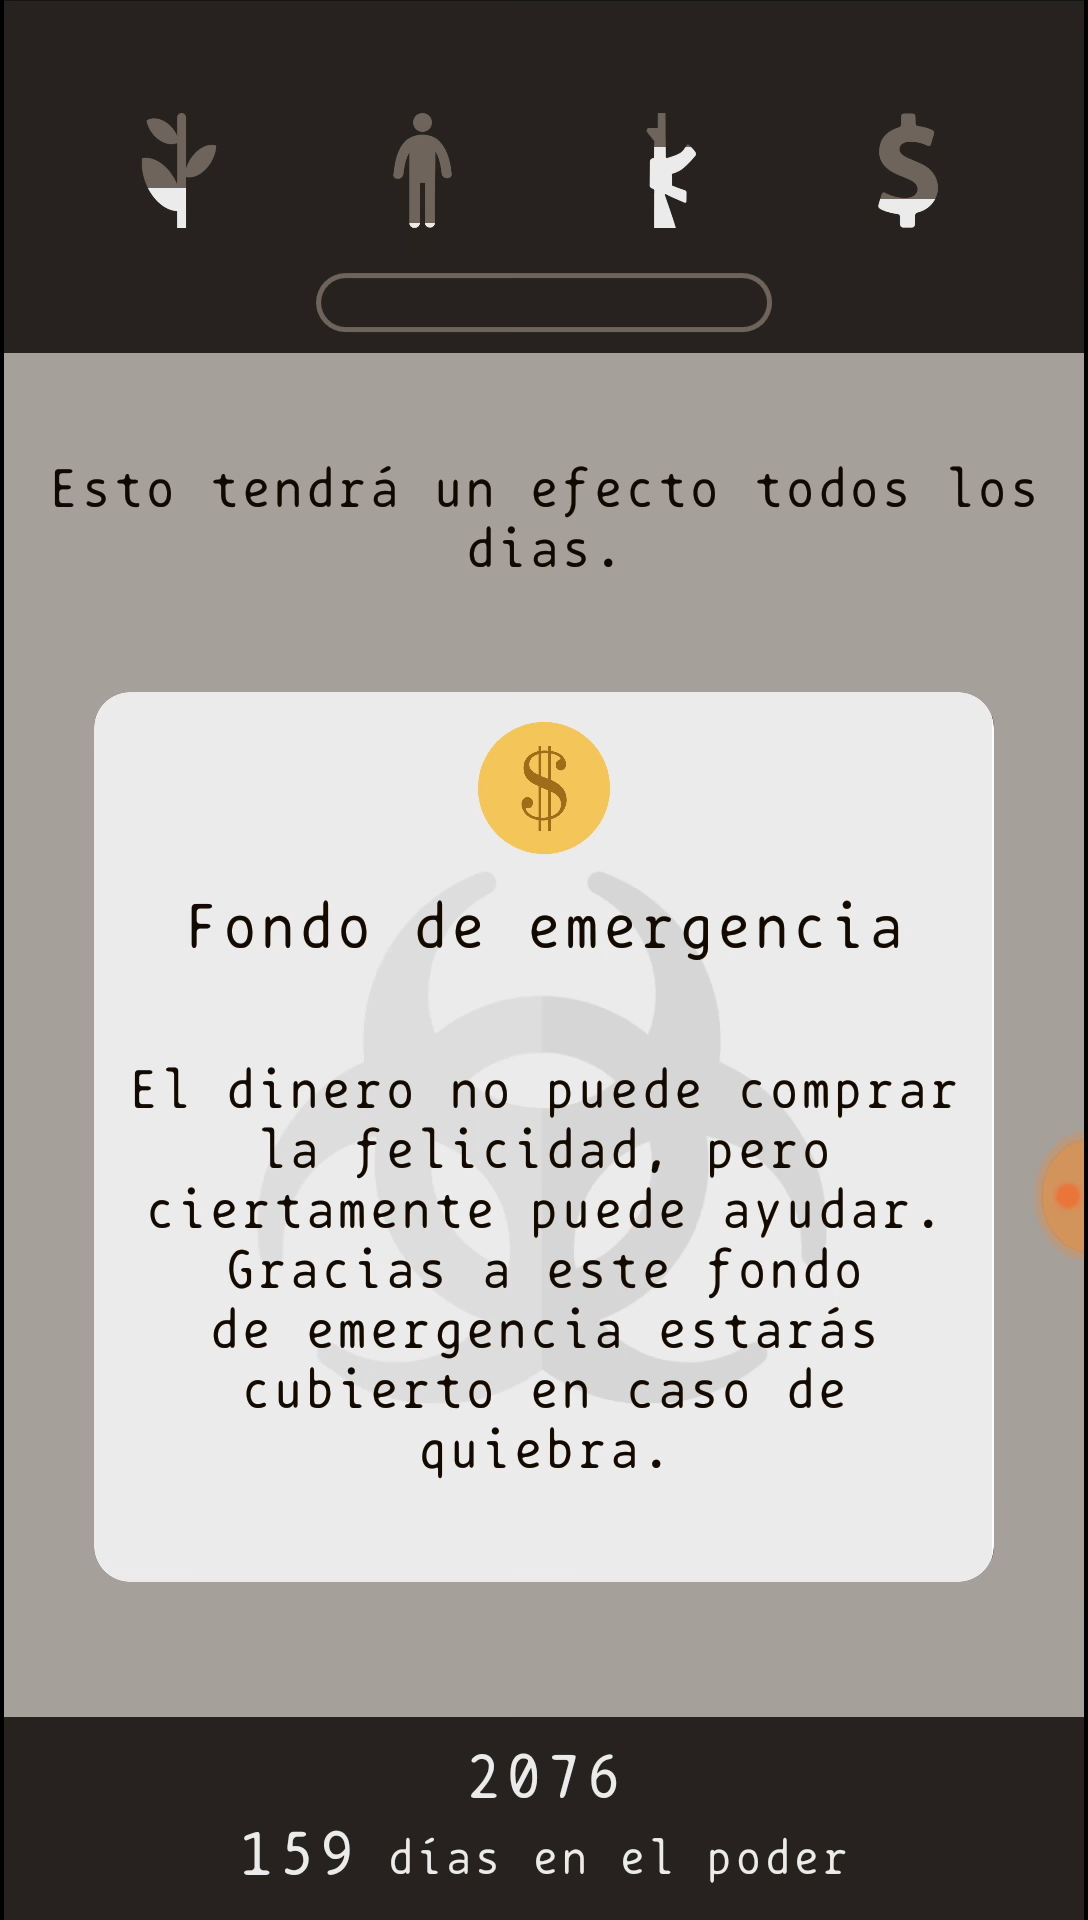 Esto tendrá un efecto todos los
dias.
$
Fondo de emergencia
El dinero no puede comprar
la felicidad, pero
ciertamente puede ayudar.
Gracias a este fondo
de emergencia estarás
cubierto en caso de
quiebra.
2076
159 días en el poder